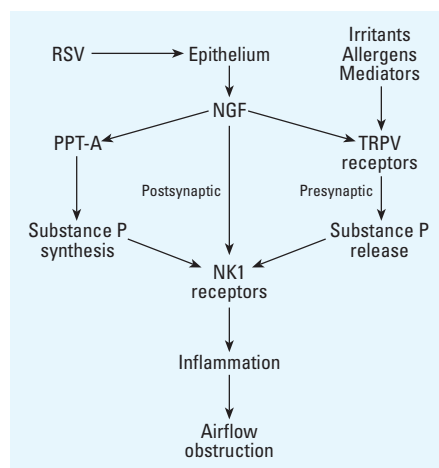 RSV
Epithelium
Irritants
Allergens
Mediators
NGF
PPT-A
TRPV
receptors
Postsynaptic
Presynaptic
Substance P
synthesis
Substance P
release
NK1
receptors
Inflammation
Airflow
obstruction